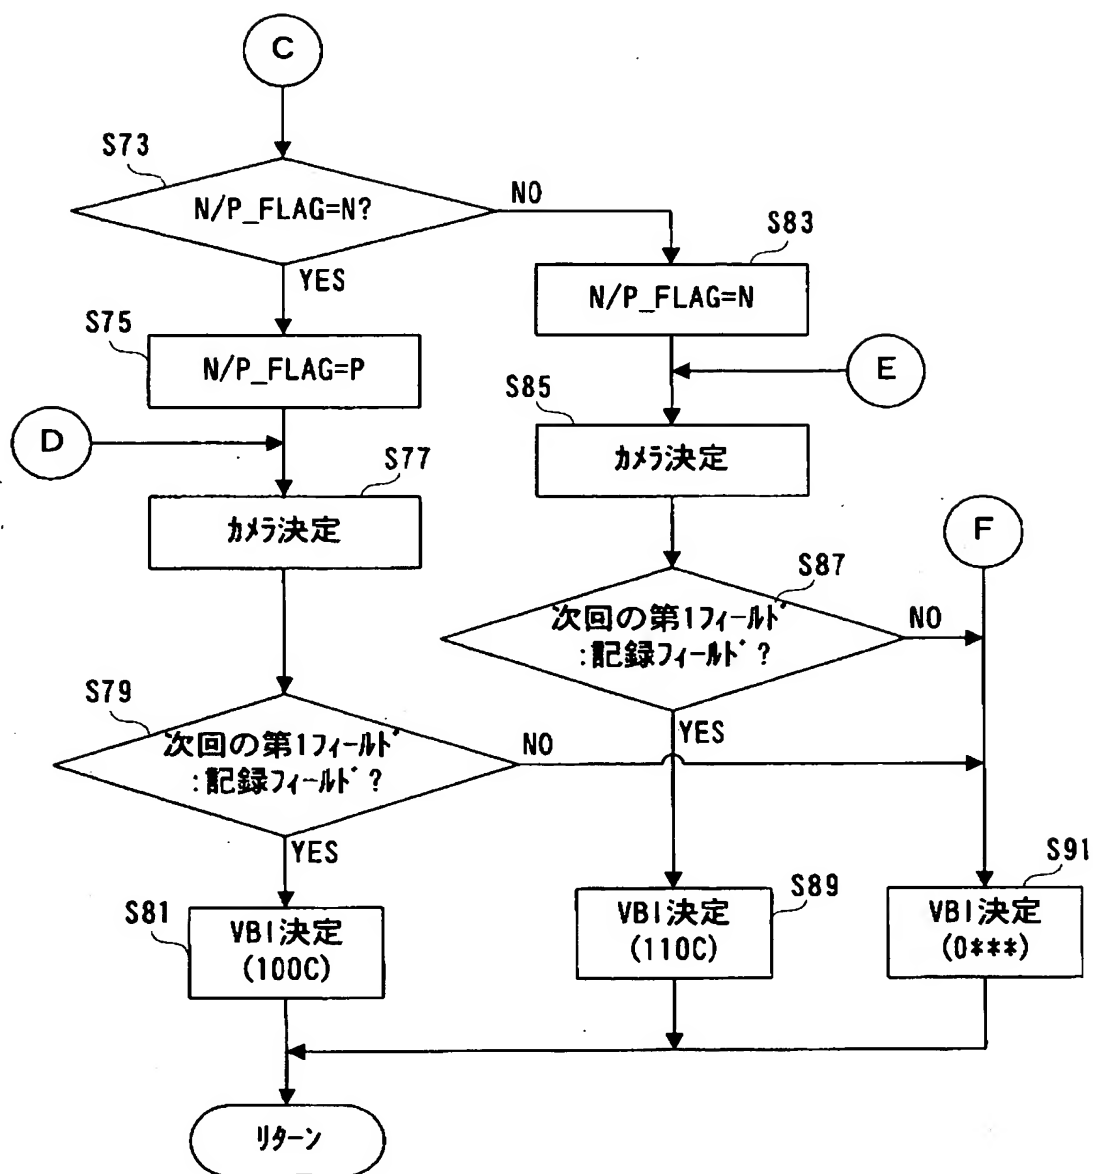 C
S73
N/P_FLAG=N?
NO
YES
S83
N/P_FLAG=N
S75
N/P_FLAG=P
E
S85
D
カメラ決定
S77
カメラ決定
F
S87
次回の第1フィールド
:記録フィールド?
NO
YES
S79
次回の第1フィールド
:記録フィールド?
NO
YES
S81
VBI決定
(100C)
S89
VBI決定
(110C)
S91
VBI決定
(0***)
リターン